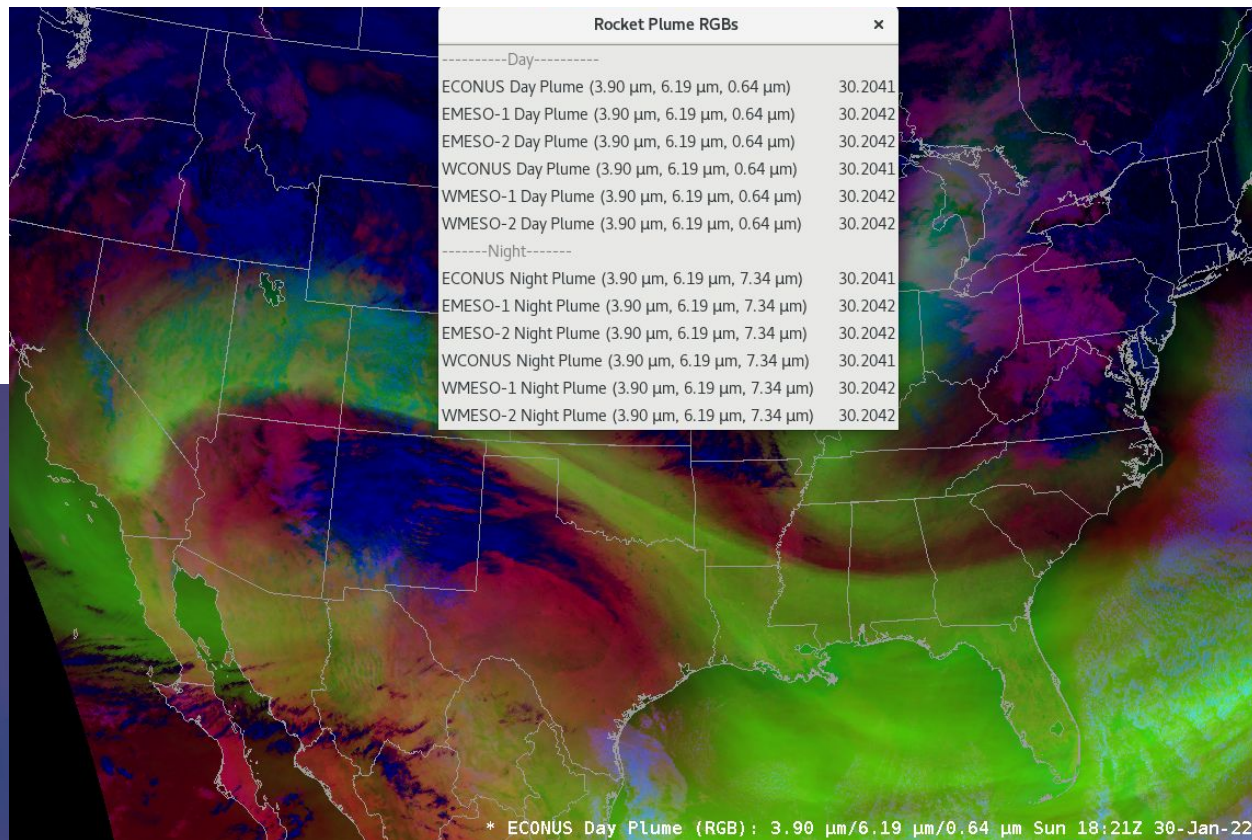 Rocket Plume RGBs ×
----------Day----------
ECONUS Day Plume (3.90 µm, 6.19 µm, 0.64 µm) 30.2041
EMESO-1 Day Plume (3.90 µm, 6.19 µm, 0.64 µm) 30.2042
EMESO-2 Day Plume (3.90 µm, 6.19 µm, 0.64 µm) 30.2042
WCONUS Day Plume (3.90 µm, 6.19 µm, 0.64 µm) 30.2041
WMESO-1 Day Plume (3.90 µm, 6.19 µm, 0.64 µm) 30.2042
WMESO-2 Day Plume (3.90 µm, 6.19 µm, 0.64 µm) 30.2042
-------Night-------
ECONUS Night Plume (3.90 µm, 6.19 µm, 7.34 µm) 30.2041
EMESO-1 Night Plume (3.90 µm, 6.19 µm, 7.34 µm) 30.2042
EMESO-2 Night Plume (3.90 µm, 6.19 µm, 7.34 µm) 30.2042
WCONUS Night Plume (3.90 µm, 6.19 µm, 7.34 µm) 30.2041
WMESO-1 Night Plume (3.90 µm, 6.19 µm, 7.34 µm) 30.2042
WMESO-2 Night Plume (3.90 µm, 6.19 µm, 7.34 µm) 30.2042
* ECONUS Day Plume (RGB): 3.90 µm/6.19 µm/0.64 µm Sun 18:21Z 30-Jan-22